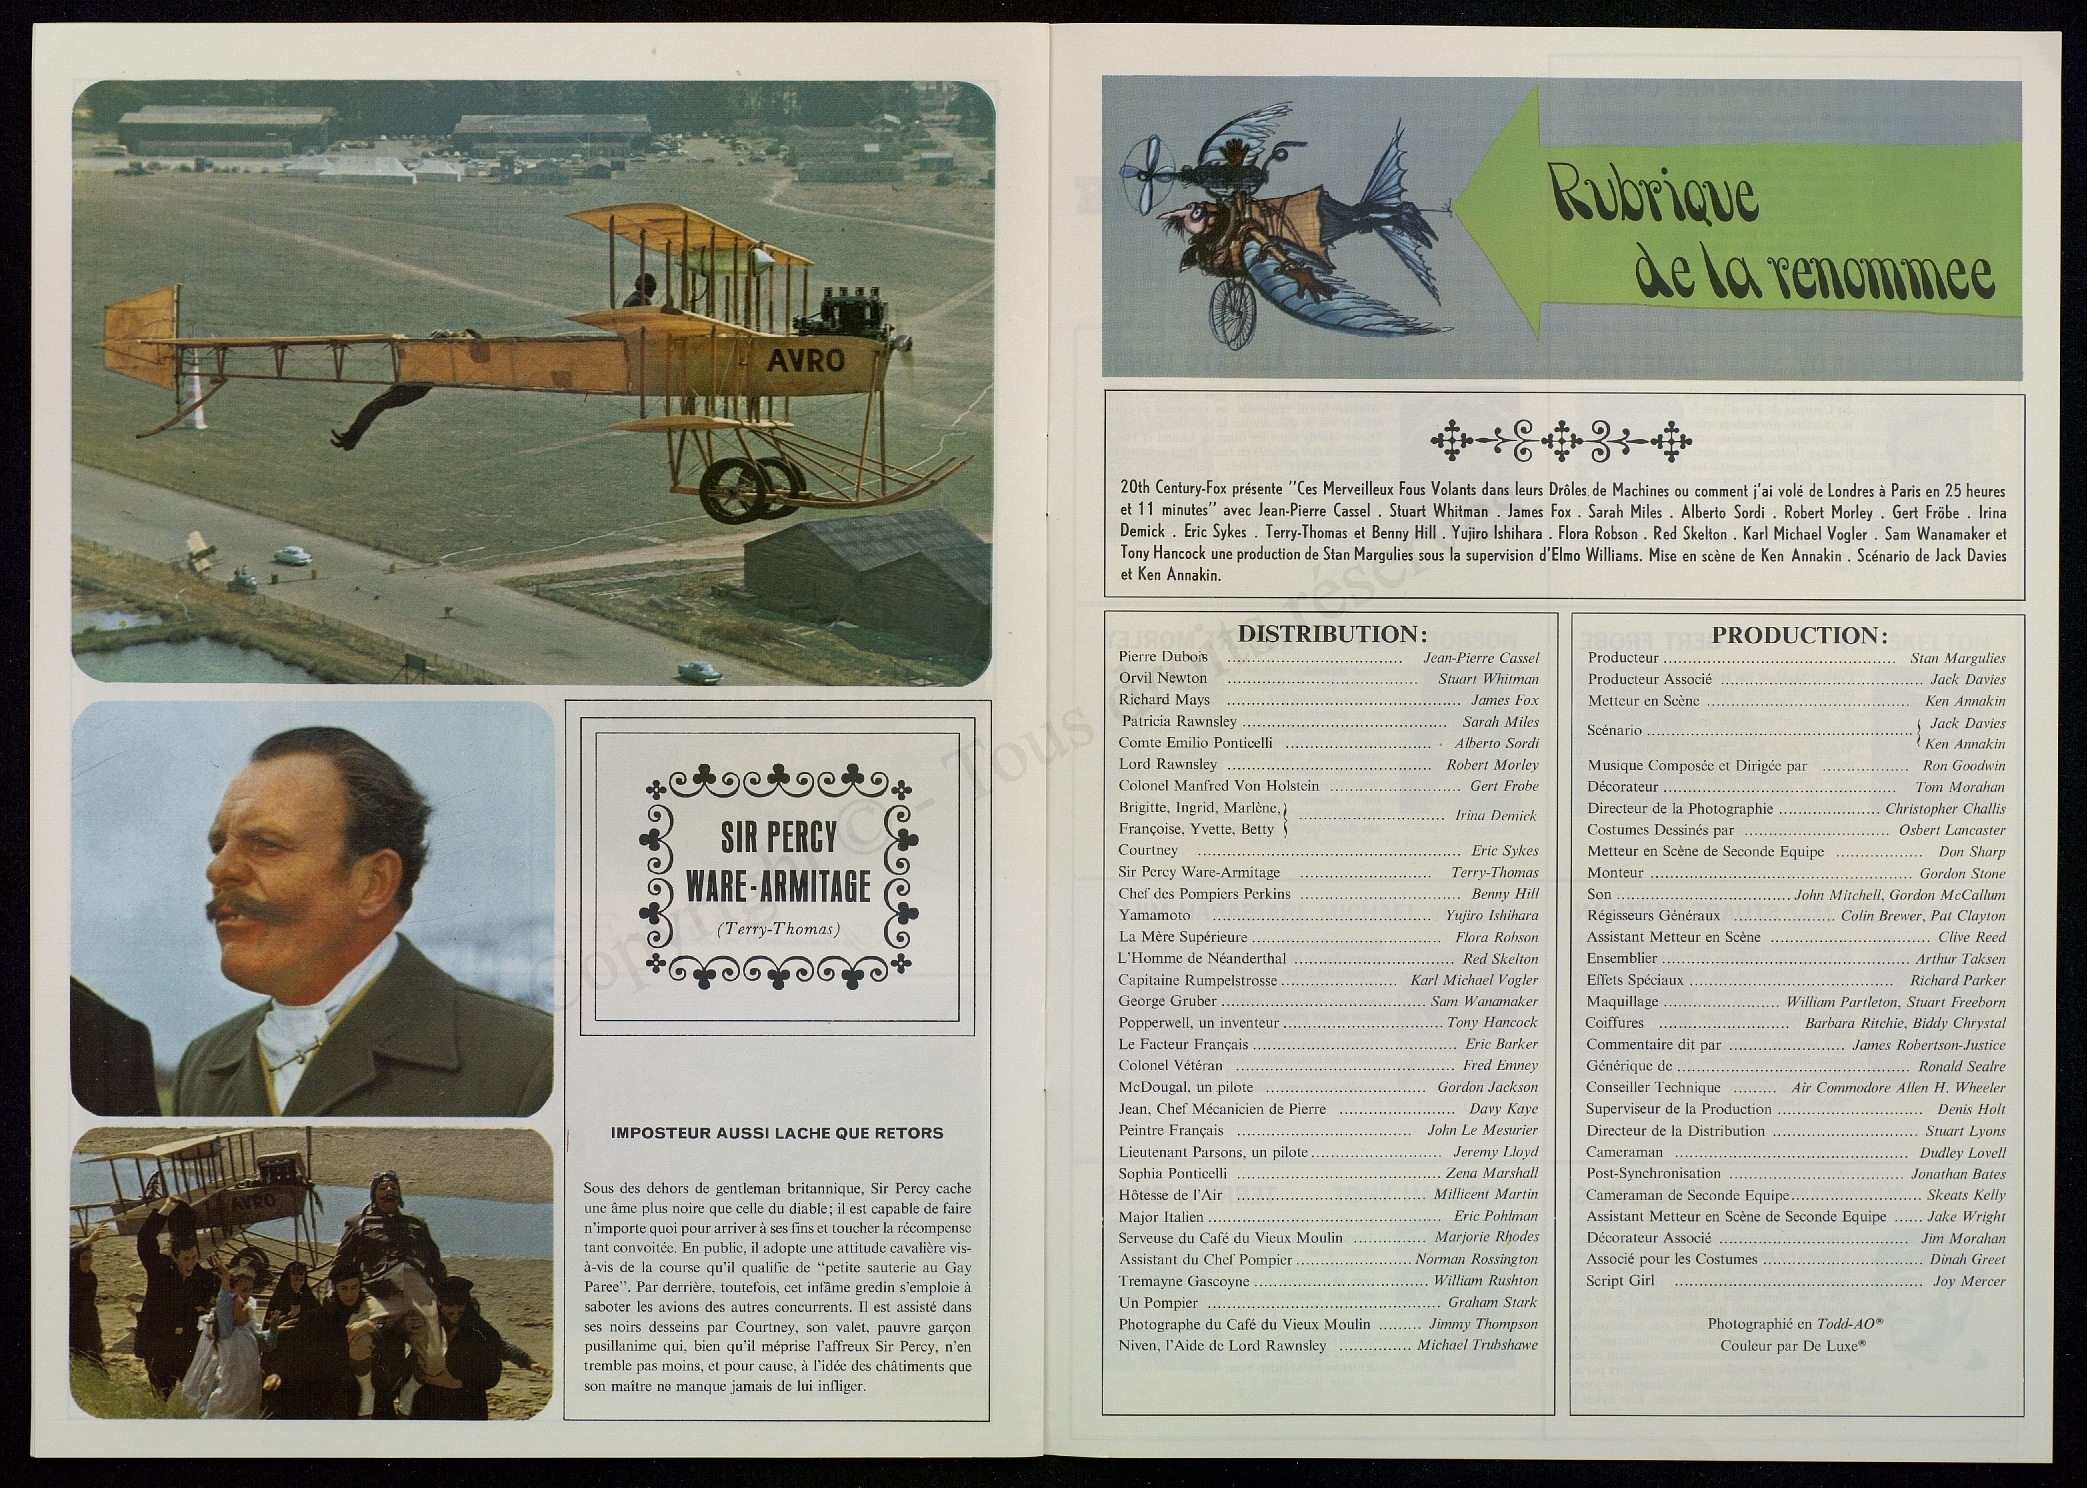 AVRO
AVRO
SIR PERCY
WARE-ARMITAGE
(Terry-Thomas)
IMPOSTEUR AUSSI LACHE QUE RETORS
Sous des dehors de gentleman britannique, Sir Percy cache
une âme plus noire que celle du diable; il est capable de faire
n'importe quoi pour arriver à ses fins et toucher la récompense
tant convoitée. En public, il adopte une attitude cavalière vis-
à-vis de la course qu'il qualifie de "petite sauterie au Gay
Paree". Par derrière, toutefois, cet infâme gredin s'emploie à
saboter les avions des autres concurrents. Il est assisté dans
ses noirs desseins par Courtney, son valet, pauvre garçon
pusillanime qui, bien qu'il méprise l'affreux Sir Percy, n'en
tremble pas moins, et pour cause, à l'idée des châtiments que
son maître ne manque jamais de lui infliger.
Rubrique
de la renommee
20th Century-Fox présente "Ces Merveilleux Fous Volants dans leurs Drôles de Machines ou comment j'ai volé de Londres à Paris en 25 heures
et 11 minutes" avec Jean-Pierre Cassel . Stuart Whitman . James Fox . Sarah Miles . Alberto Sordi . Robert Morley . Gert Fröbe . Irina
Demick . Eric Sykes . Terry-Thomas et Benny Hill . Yujiro Ishihara . Flora Robson . Red Skelton . Karl Michael Vogler . Sam Wanamaker et
Tony Hancock une production de Stan Margulies sous la supervision d'Elmo Williams. Mise en scène de Ken Annakin . Scénario de Jack Davies
et Ken Annakin.
DISTRIBUTION:
Pierre Dubois ........ Jean-Pierre Cassel
Orvil Newton ........ Stuart Whitman
Richard Mays ........ James Fox
Patricia Rawnsley ........ Sarah Miles
Comte Emilio Ponticelli ........ Alberto Sordi
Lord Rawnsley ........ Robert Morley
Colonel Manfred Von Holstein ........ Gert Frobe
Brigitte, Ingrid, Marlène,
Françoise, Yvette, Betty ........ Irina Demick
Courtney ........ Eric Sykes
Sir Percy Ware-Armitage ........ Terry-Thomas
Chef des Pompiers Perkins ........ Benny Hill
Yamamoto ........ Yujiro Ishihara
La Mère Supérieure ........ Flora Robson
L'Homme de Néanderthal ........ Red Skelton
Capitaine Rumpelstrosse ........ Karl Michael Vogler
George Gruber ........ Sam Wanamaker
Popperwell, un inventeur ........ Tony Hancock
Le Facteur Français ........ Eric Barker
Colonel Vétéran ........ Fred Emney
McDougal, un pilote ........ Gordon Jackson
Jean, Chef Mécanicien de Pierre ........ Davy Kaye
Peintre Français ........ John Le Mesurier
Lieutenant Parsons, un pilote ........ Jeremy Lloyd
Sophia Ponticelli ........ Zena Marshall
Hôtesse de l'Air ........ Millicent Martin
Major Italien ........ Eric Pohlman
Serveuse du Café du Vieux Moulin ........ Marjorie Rhodes
Assistant du Chef Pompier ........ Norman Rossington
Tremayne Gascoyne ........ William Rushton
Un Pompier ........ Graham Stark
Photographe du Café du Vieux Moulin ........ Jimmy Thompson
Niven, l'Aide de Lord Rawnsley ........ Michael Trubshawe
PRODUCTION:
Producteur ........ Stan Margulies
Producteur Associé ........ Jack Davies
Metteur en Scène ........ Ken Annakin
Scénario ........ Jack Davies
Ken Annakin
Musique Composée et Dirigée par ........ Ron Goodwin
Décorateur ........ Tom Morahan
Directeur de la Photographie ........ Christopher Challis
Costumes Dessinés par ........ Osbert Lancaster
Metteur en Scène de Seconde Equipe ........ Don Sharp
Monteur ........ Gordon Stone
Son ........ John Mitchell, Gordon McCallum
Régisseurs Généraux ........ Colin Brewer, Pat Clayton
Assistant Metteur en Scène ........ Clive Reed
Ensemblier ........ Arthur Taksen
Effets Spéciaux ........ Richard Parker
Maquillage ........ William Partleton, Stuart Freeborn
Coiffures ........ Barbara Ritchie, Biddy Chrystal
Commentaire dit par ........ James Robertson-Justice
Générique de ........ Ronald Sealre
Conseiller Technique ........ Air Commodore Allen H. Wheeler
Superviseur de la Production ........ Denis Holt
Directeur de la Distribution ........ Stuart Lyons
Cameraman ........ Dudley Lovell
Post-Synchronisation ........ Jonathan Bates
Cameraman de Seconde Equipe ........ Skeats Kelly
Assistant Metteur en Scène de Seconde Equipe ...... Jake Wright
Décorateur Associé ........ Jim Morahan
Associé pour les Costumes ........ Dinah Greet
Script Girl ........ Joy Mercer
Photographié en Todd-AO®
Couleur par De Luxe®
Copyright © - Tous droits réservés